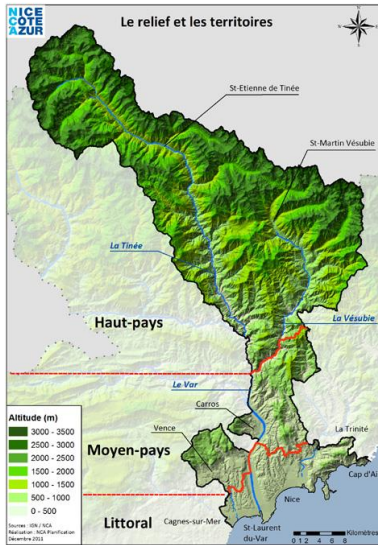 NICE
CÔTE
AZUR
Le relief et les territoires
St-Etienne de Tinée
St-Martin Vésubie
La Tinée
La Vésubie
Haut-pays
Le Var
Carros
Altitude (m)
3000 - 3500
2500 - 3000
2000 - 2500
1500 - 2000
1000 - 1500
500 - 1000
0 - 500
Vence
La Trinité
Moyen-pays
Cap d'Ail
Nice
Sources : IGN / NCA
Réalisation : NCA Planification
Décembre 2011
Littoral
Cagnes-sur-Mer
St-Laurent
du-Var
0 1 2 4 6 8
Kilomètres